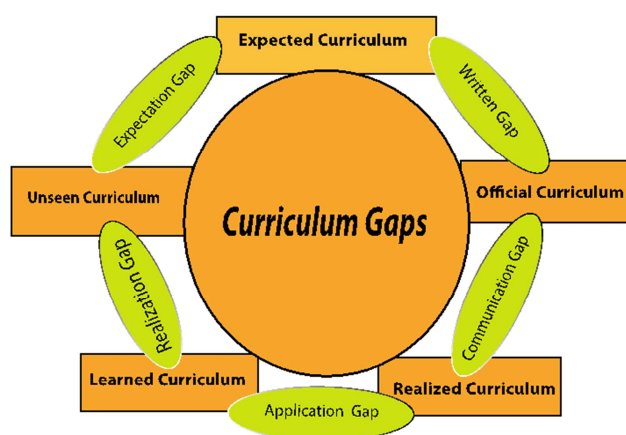 Expected Curriculum
Expectation Gap
Written Gap
Unseen Curriculum
Curriculum Gaps
Official Curriculum
Realization Gap
Communication Gap
Learned Curriculum
Realized Curriculum
Application Gap